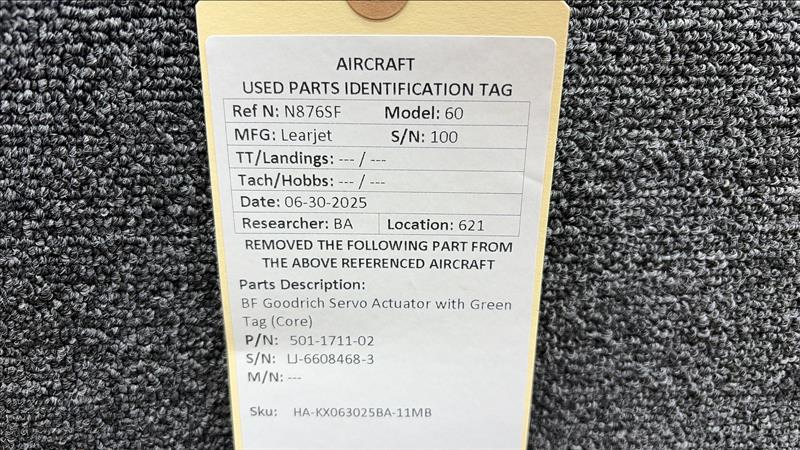 AIRCRAFT
USED PARTS IDENTIFICATION TAG
Ref N: N876SF Model: 60
MFG: Learjet S/N: 100
TT/Landings: --- / ---
Tach/Hobbs: --- / ---
Date: 06-30-2025
Researcher: BA Location: 621
REMOVED THE FOLLOWING PART FROM
THE ABOVE REFERENCED AIRCRAFT
Parts Description:
BF Goodrich Servo Actuator with Green
Tag (Core)
P/N: 501-1711-02
S/N: LJ-6608468-3
M/N: ---
Sku: HA-KX063025BA-11MB